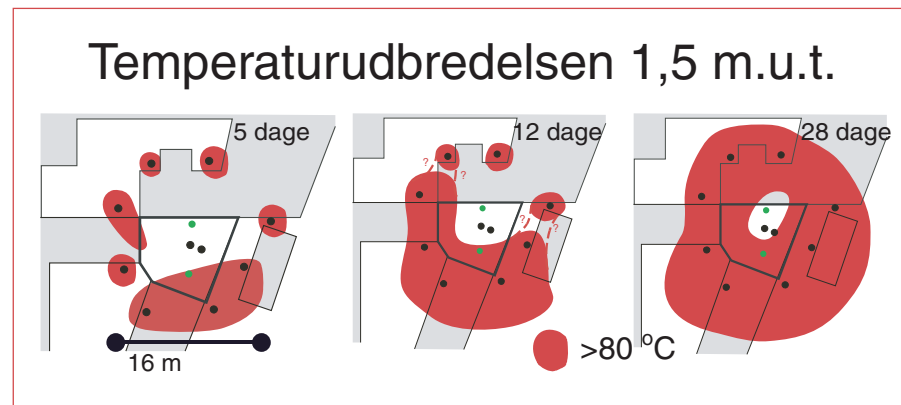 Temperaturudbredelsen 1,5 m.u.t.
5 dage
12 dage
28 dage
? ?
? ?
16 m
>80 °C